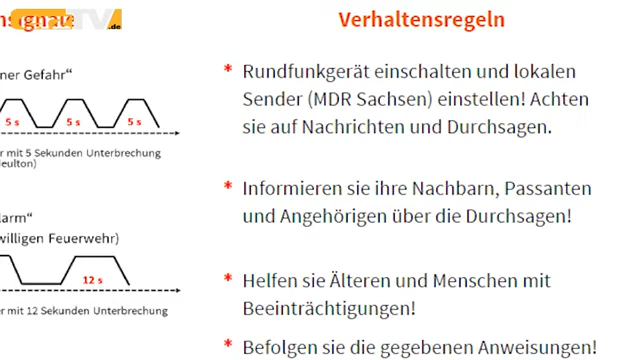 Verhaltensregeln
ner Gefahr“
5 s 5 s 5 s
r mit 5 Sekunden Unterbrechung
eulton)
larm“
willigen Feuerwehr)
12 s
r mit 12 Sekunden Unterbrechung
* Rundfunkgerät einschalten und lokalen
Sender (MDR Sachsen) einstellen! Achten
sie auf Nachrichten und Durchsagen.
* Informieren sie ihre Nachbarn, Passanten
und Angehörigen über die Durchsagen!
* Helfen sie Älteren und Menschen mit
Beeinträchtigungen!
* Befolgen sie die gegebenen Anweisungen!